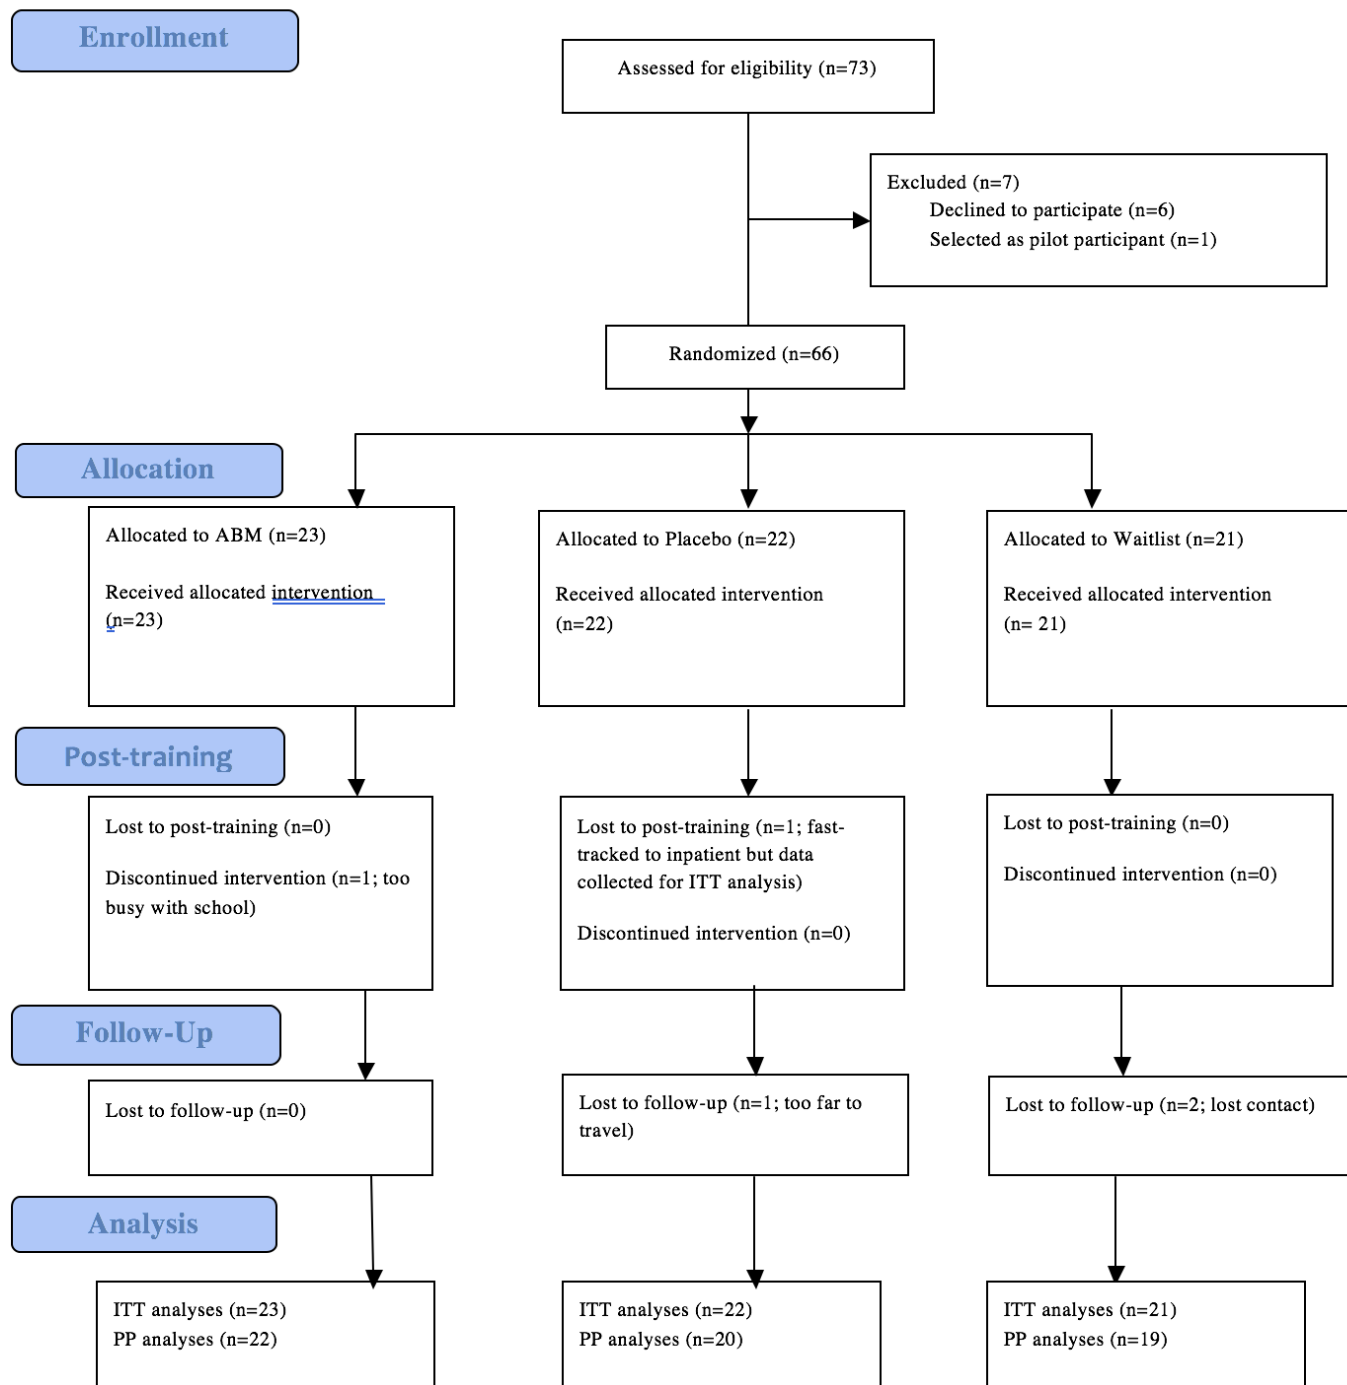 Enrollment
Assessed for eligibility (n=73)
Excluded (n=7)
Declined to participate (n=6)
Selected as pilot participant (n=1)
Randomized (n=66)
Allocation
Allocated to ABM (n=23)
Received allocated intervention
(n=23)
Allocated to Placebo (n=22)
Received allocated intervention
(n=22)
Allocated to Waitlist (n=21)
Received allocated intervention
(n= 21)
Post-training
Lost to post-training (n=0)
Discontinued intervention (n=1; too
busy with school)
Lost to post-training (n=1; fast-
tracked to inpatient but data
collected for ITT analysis)
Discontinued intervention (n=0)
Lost to post-training (n=0)
Discontinued intervention (n=0)
Follow-Up
Lost to follow-up (n=0)
Lost to follow-up (n=1; too far to
travel)
Lost to follow-up (n=2; lost contact)
Analysis
ITT analyses (n=23)
PP analyses (n=22)
ITT analyses (n=22)
PP analyses (n=20)
ITT analyses (n=21)
PP analyses (n=19)